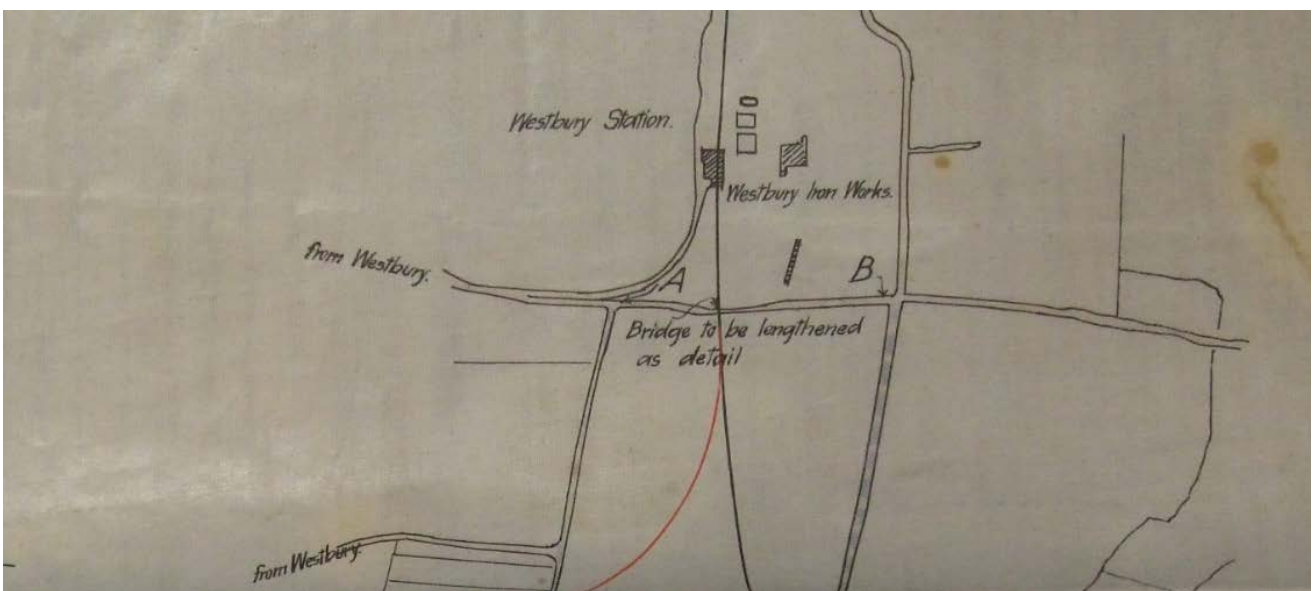 Westbury Station.
Westbury Iron Works.
from Westbury.
A
B
Bridge to be lengthened
as detail
from Westbury.